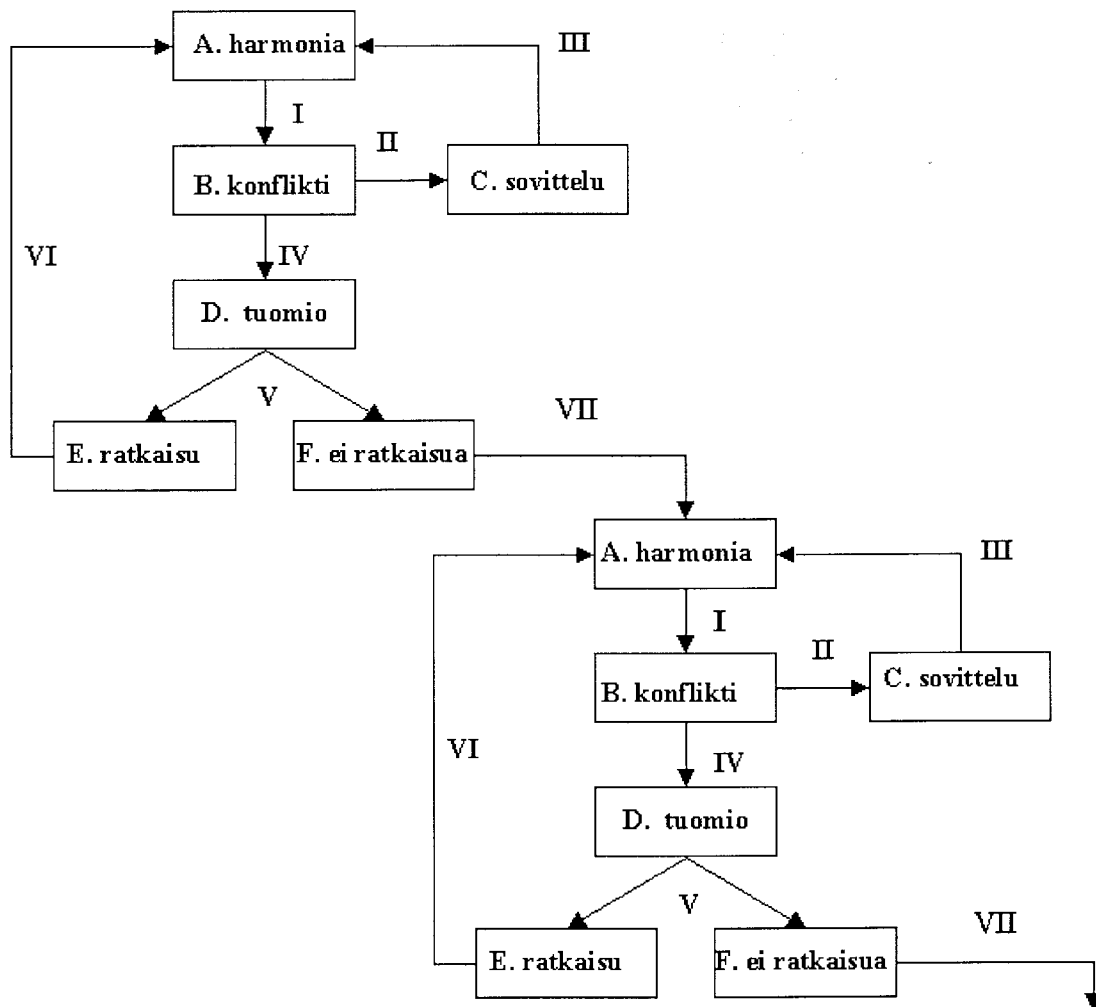 A. harmonia
III
I
II
B. konflikti
C. sovittelu
VI
IV
D. tuomio
V
VII
E. ratkaisu
F. ei ratkaisua
A. harmonia
III
I
II
B. konflikti
C. sovittelu
VI
IV
D. tuomio
V
VII
E. ratkaisu
F. ei ratkaisua